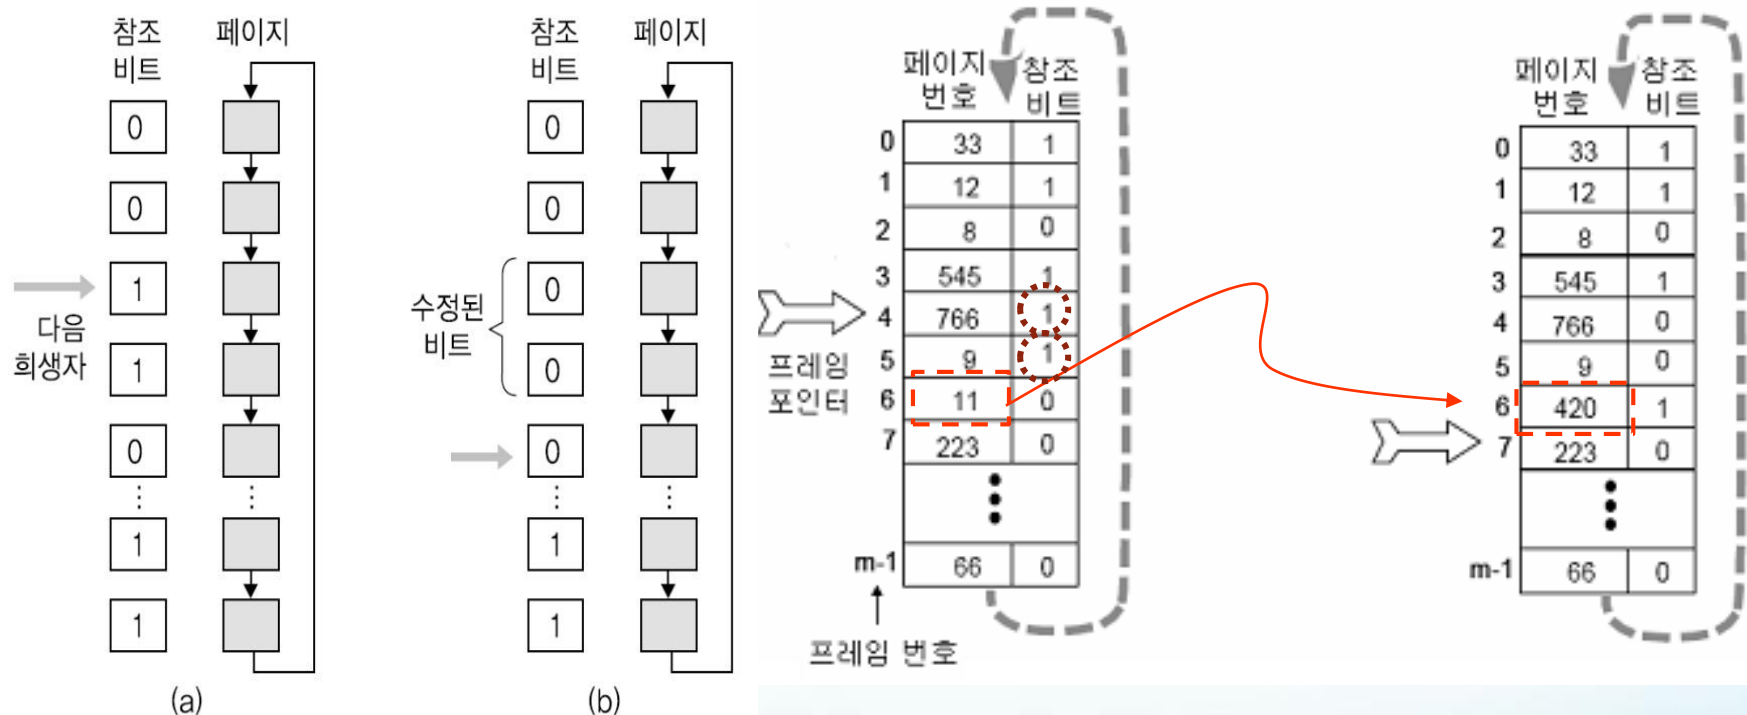 참조
비트
페이지
0
0
1
다음
희생자
1
0
1
1
(a)
참조
비트
페이지
0
0
수정된
비트
0
0
0
1
1
(b)
페이지
번호
참조
비트
0 33 1
1 12 1
2 8 0
3 545 1
4 766 1
5 9 1
6 11 0
7 223 0
m-1 66 0
프레임
포인터
프레임 번호
페이지
번호
참조
비트
0 33 1
1 12 1
2 8 0
3 545 1
4 766 0
5 9 0
6 420 1
7 223 0
m-1 66 0